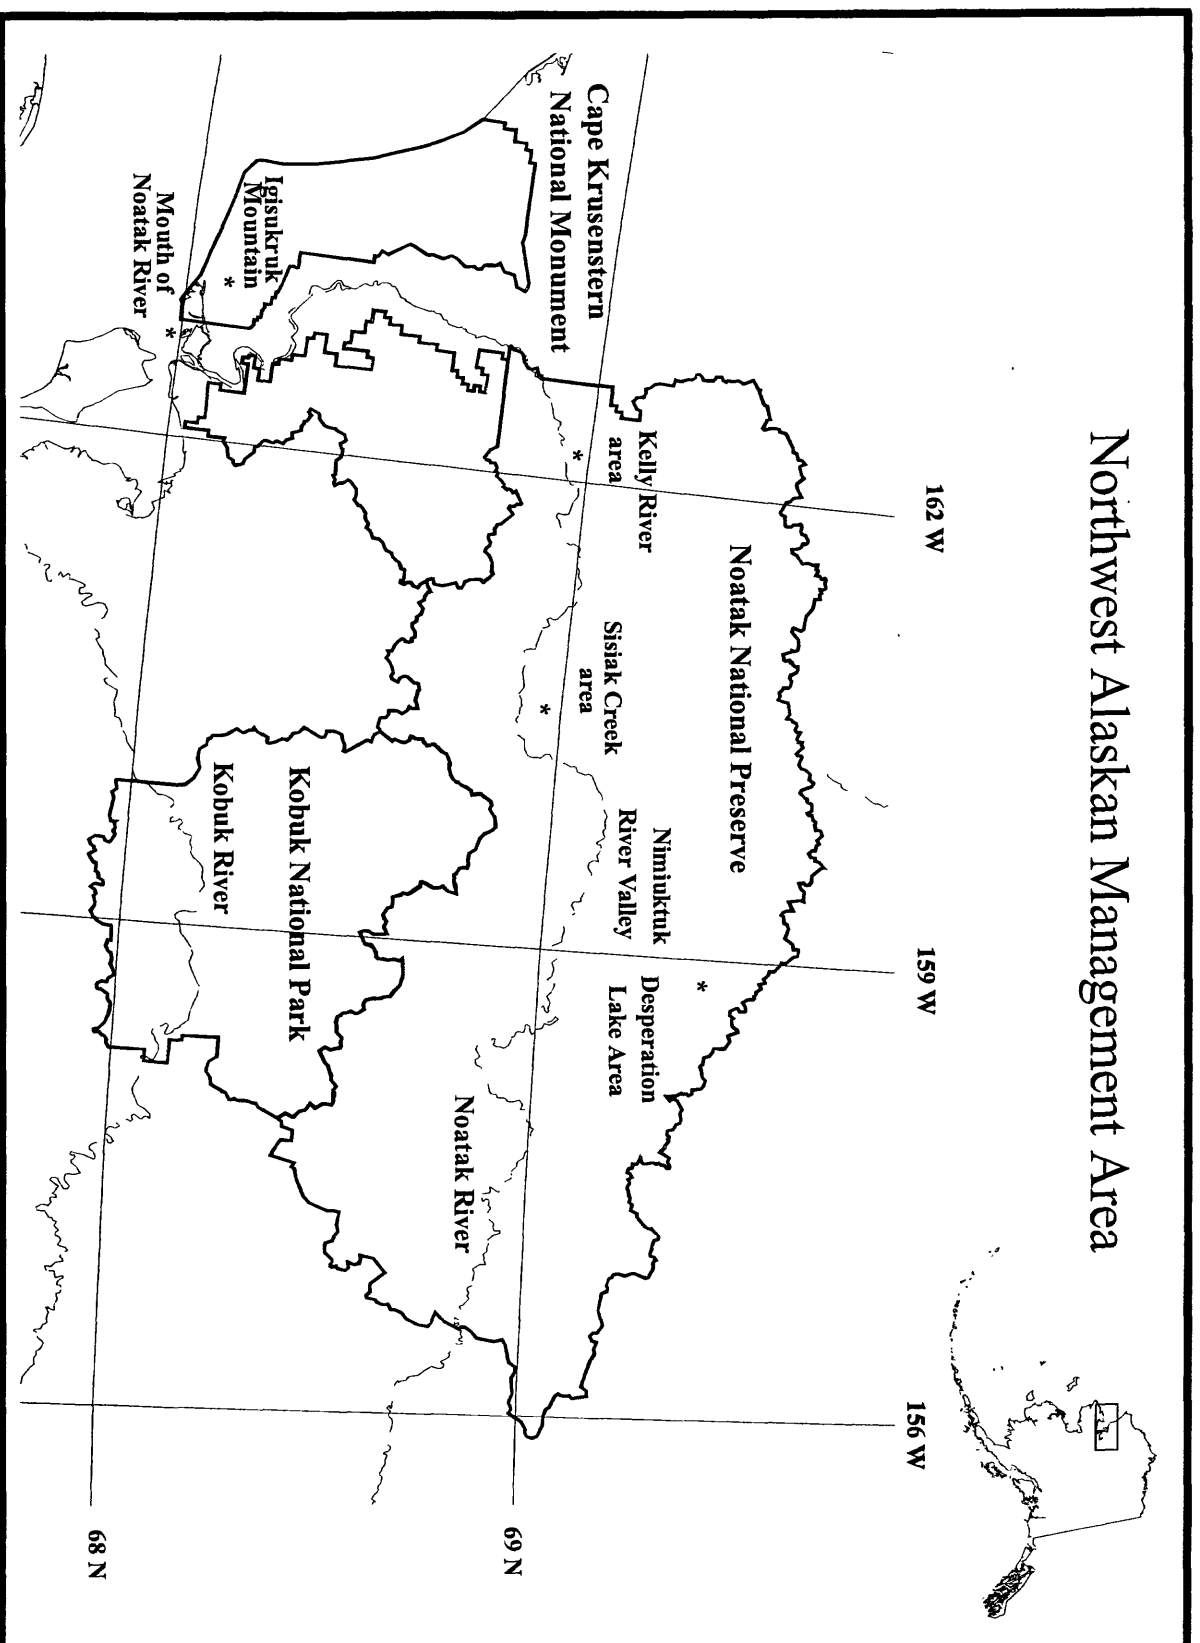 Northwest Alaskan Management Area
162 W
159 W
156 W
Noatak National Preserve
Cape Krusenstern
National Monument
Kelly River
area
Sisiak Creek
area
Nimiuktuk
River Valley
Desperation
Lake Area
69 N
Noatak River
Igisukruk
Mountain
*
Mouth of
Noatak River
*
*
*
*
Kobuk National Park
Kobuk River
68 N